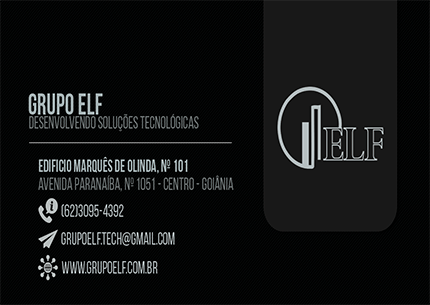 GRUPO ELF
DESENVOLVENDO SOLUÇÕES TECNOLÓGICAS
EDIFICIO MARQUÊS DE OLINDA, Nº 101
AVENIDA PARANAÍBA, Nº 1051 - CENTRO - GOIÂNIA
(62)3095-4392
GRUPOELF.TECH@GMAIL.COM
WWW.GRUPOELF.COM.BR
ELF